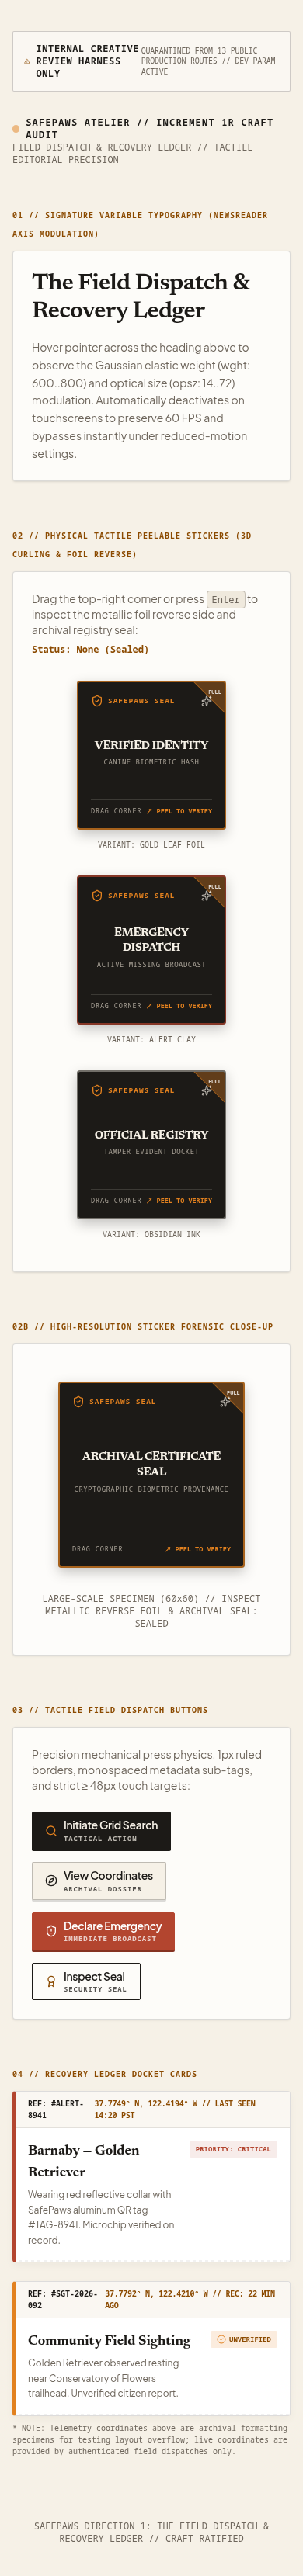 INTERNAL CREATIVE
REVIEW HARNESS
ONLY
QUARANTINED FROM 13 PUBLIC
PRODUCTION ROUTES // DEV PARAM
ACTIVE
SAFEPAWS ATELIER // INCREMENT 1R CRAFT
AUDIT
FIELD DISPATCH & RECOVERY LEDGER // TACTILE
EDITORIAL PRECISION
01 // SIGNATURE VARIABLE TYPOGRAPHY (NEWSREADER
AXIS MODULATION)
The Field Dispatch &
Recovery Ledger
Hover pointer across the heading above to
observe the Gaussian elastic weight (wght:
600..800) and optical size (opsz: 14..72)
modulation. Automatically deactivates on
touchscreens to preserve 60 FPS and
bypasses instantly under reduced-motion
settings.
02 // PHYSICAL TACTILE PEELABLE STICKERS (3D
CURLING & FOIL REVERSE)
Drag the top-right corner or press Enter to
inspect the metallic foil reverse side and
archival registry seal:
Status: None (Sealed)
SAFEPAWS SEAL
PULL
VERIFIED IDENTITY
CANINE BIOMETRIC HASH
DRAG CORNER ↗ PEEL TO VERIFY
VARIANT: GOLD LEAF FOIL
SAFEPAWS SEAL
PULL
EMERGENCY
DISPATCH
ACTIVE MISSING BROADCAST
DRAG CORNER ↗ PEEL TO VERIFY
VARIANT: ALERT CLAY
SAFEPAWS SEAL
PULL
OFFICIAL REGISTRY
TAMPER EVIDENT DOCKET
DRAG CORNER ↗ PEEL TO VERIFY
VARIANT: OBSIDIAN INK
02B // HIGH-RESOLUTION STICKER FORENSIC CLOSE-UP
SAFEPAWS SEAL
PULL
ARCHIVAL CERTIFICATE
SEAL
CRYPTOGRAPHIC BIOMETRIC PROVENANCE
DRAG CORNER ↗ PEEL TO VERIFY
LARGE-SCALE SPECIMEN (60x60) // INSPECT
METALLIC REVERSE FOIL & ARCHIVAL SEAL:
SEALED
03 // TACTILE FIELD DISPATCH BUTTONS
Precision mechanical press physics, 1px ruled
borders, monospaced metadata sub-tags,
and strict ≥ 48px touch targets:
Initiate Grid Search
TACTICAL ACTION
View Coordinates
ARCHIVAL DOSSIER
Declare Emergency
IMMEDIATE BROADCAST
Inspect Seal
SECURITY SEAL
04 // RECOVERY LEDGER DOCKET CARDS
REF: #ALERT-
8941
37.7749° N, 122.4194° W // LAST SEEN
14:20 PST
Barnaby — Golden
Retriever
PRIORITY: CRITICAL
Wearing red reflective collar with
SafePaws aluminum QR tag
#TAG-8941. Microchip verified on
record.
REF: #SGT-2026-
092
37.7792° N, 122.4210° W // REC: 22 MIN
AGO
Community Field Sighting
UNVERIFIED
Golden Retriever observed resting
near Conservatory of Flowers
trailhead. Unverified citizen report.
* NOTE: Telemetry coordinates above are archival formatting
specimens for testing layout overflow; live coordinates are
provided by authenticated field dispatches only.
SAFEPAWS DIRECTION 1: THE FIELD DISPATCH &
RECOVERY LEDGER // CRAFT RATIFIED